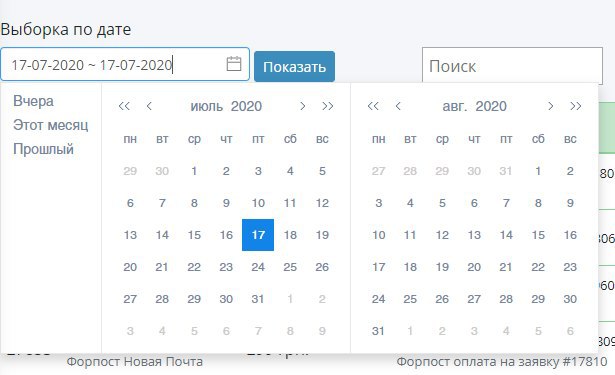 Выборка по дате
17-07-2020 ~ 17-07-2020
Показать
Поиск
Вчера
Этот месяц
Прошлый
июль 2020
пн вт ср чт пт сб вс
29 30 1 2 3 4 5
6 7 8 9 10 11 12
13 14 15 16 17 18 19
20 21 22 23 24 25 26
27 28 29 30 31 1 2
3 4 5 6 7 8 9
авг. 2020
пн вт ср чт пт сб вс
27 28 29 30 31 1 2
3 4 5 6 7 8 9
10 11 12 13 14 15 16
17 18 19 20 21 22 23
24 25 26 27 28 29 30
31 1 2 3 4 5 6
80
806
960
809
Форпост Новая Почта
Форпост оплата на заявку #17810